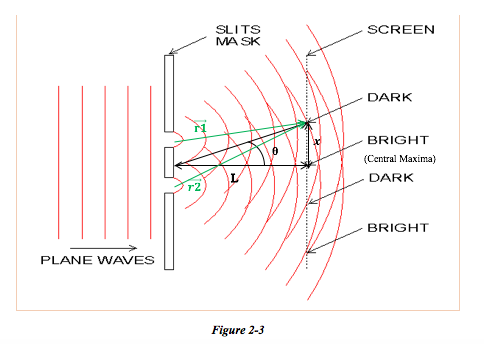 SLITS
MASK
SCREEN
DARK
r1
θ
x
BRIGHT
(Central Maxima)
L
DARK
r2
BRIGHT
PLANE WAVES
Figure 2-3